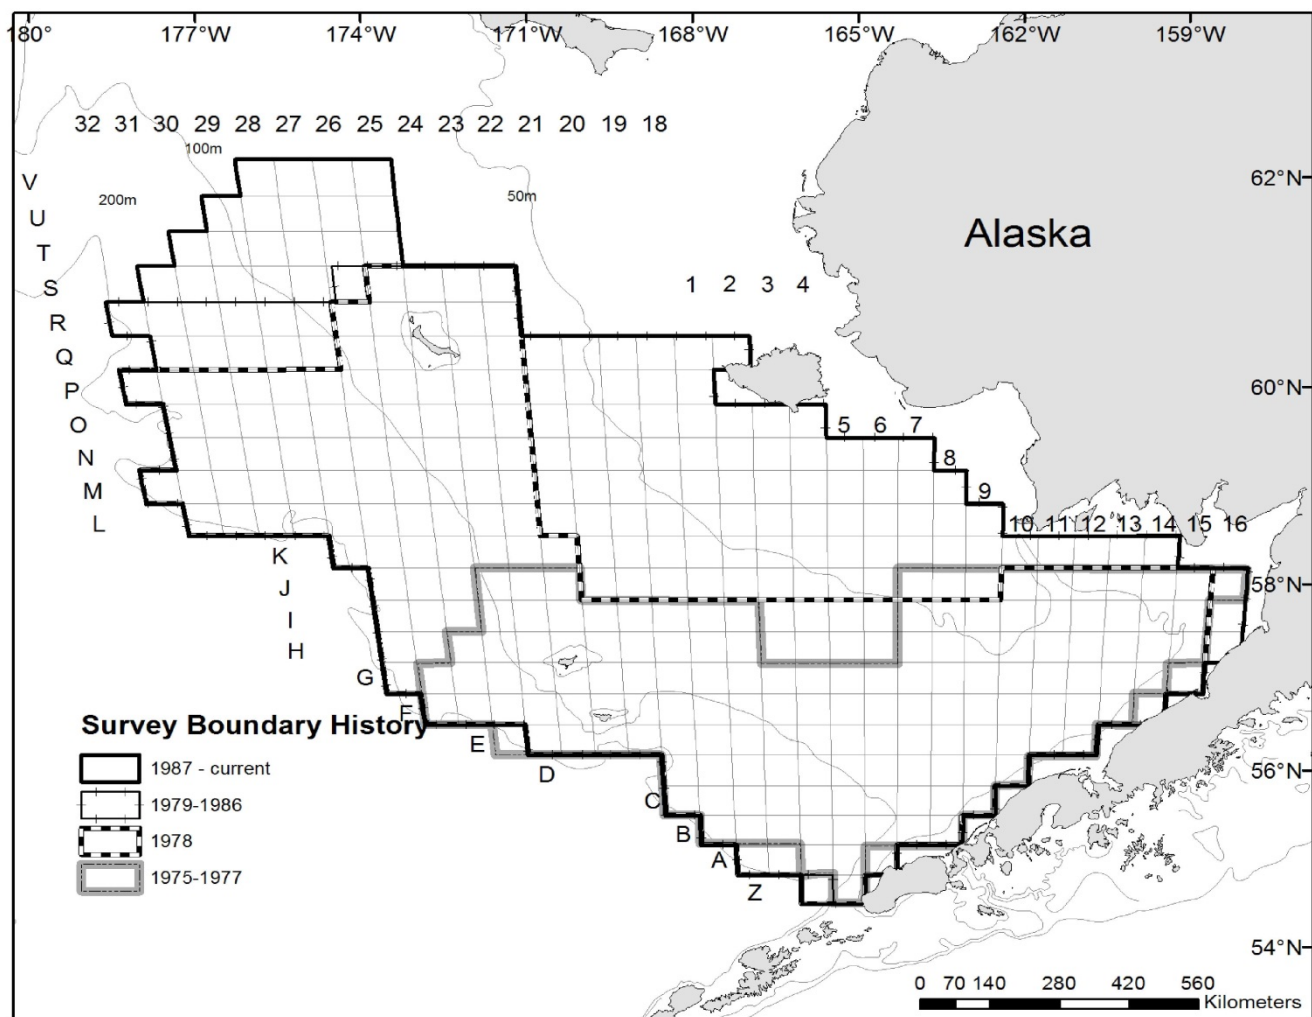 180° 177°W 174°W 171°W 168°W 165°W 162°W 159°W
32 31 30 29 28 27 26 25 24 23 22 21 20 19 18
100m
62°N
V
200m
50m
U
Alaska
T
S
1 2 3 4
R
Q
60°N
P
O
5 6 7
N
8
M
9
L
10 11 12 13 14 15 16
K
58°N
J
I
H
G
F
Survey Boundary History
E
1987 - current
D
56°N
1979-1986
C
B
1978
A
1975-1977
Z
54°N
0 70 140 280 420 560
Kilometers